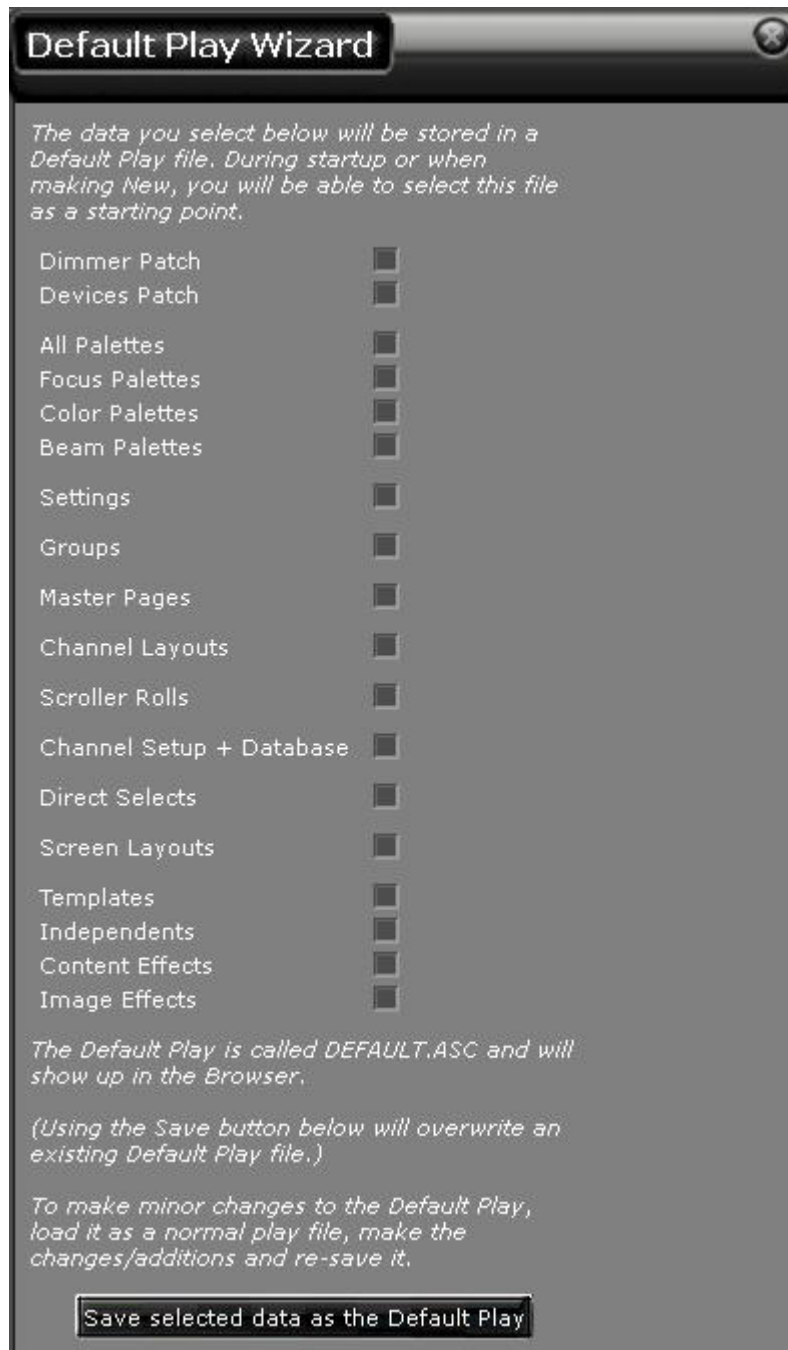 Default Play Wizard
The data you select below will be stored in a
Default Play file. During startup or when
making New, you will be able to select this file
as a starting point.
Dimmer Patch
Devices Patch
All Palettes
Focus Palettes
Color Palettes
Beam Palettes
Settings
Groups
Master Pages
Channel Layouts
Scroller Rolls
Channel Setup + Database
Direct Selects
Screen Layouts
Templates
Independents
Content Effects
Image Effects
The Default Play is called DEFAULT.ASC and will
show up in the Browser.
(Using the Save button below will overwrite an
existing Default Play file.)
To make minor changes to the Default Play,
load it as a normal play file, make the
changes/additions and re-save it.
Save selected data as the Default Play